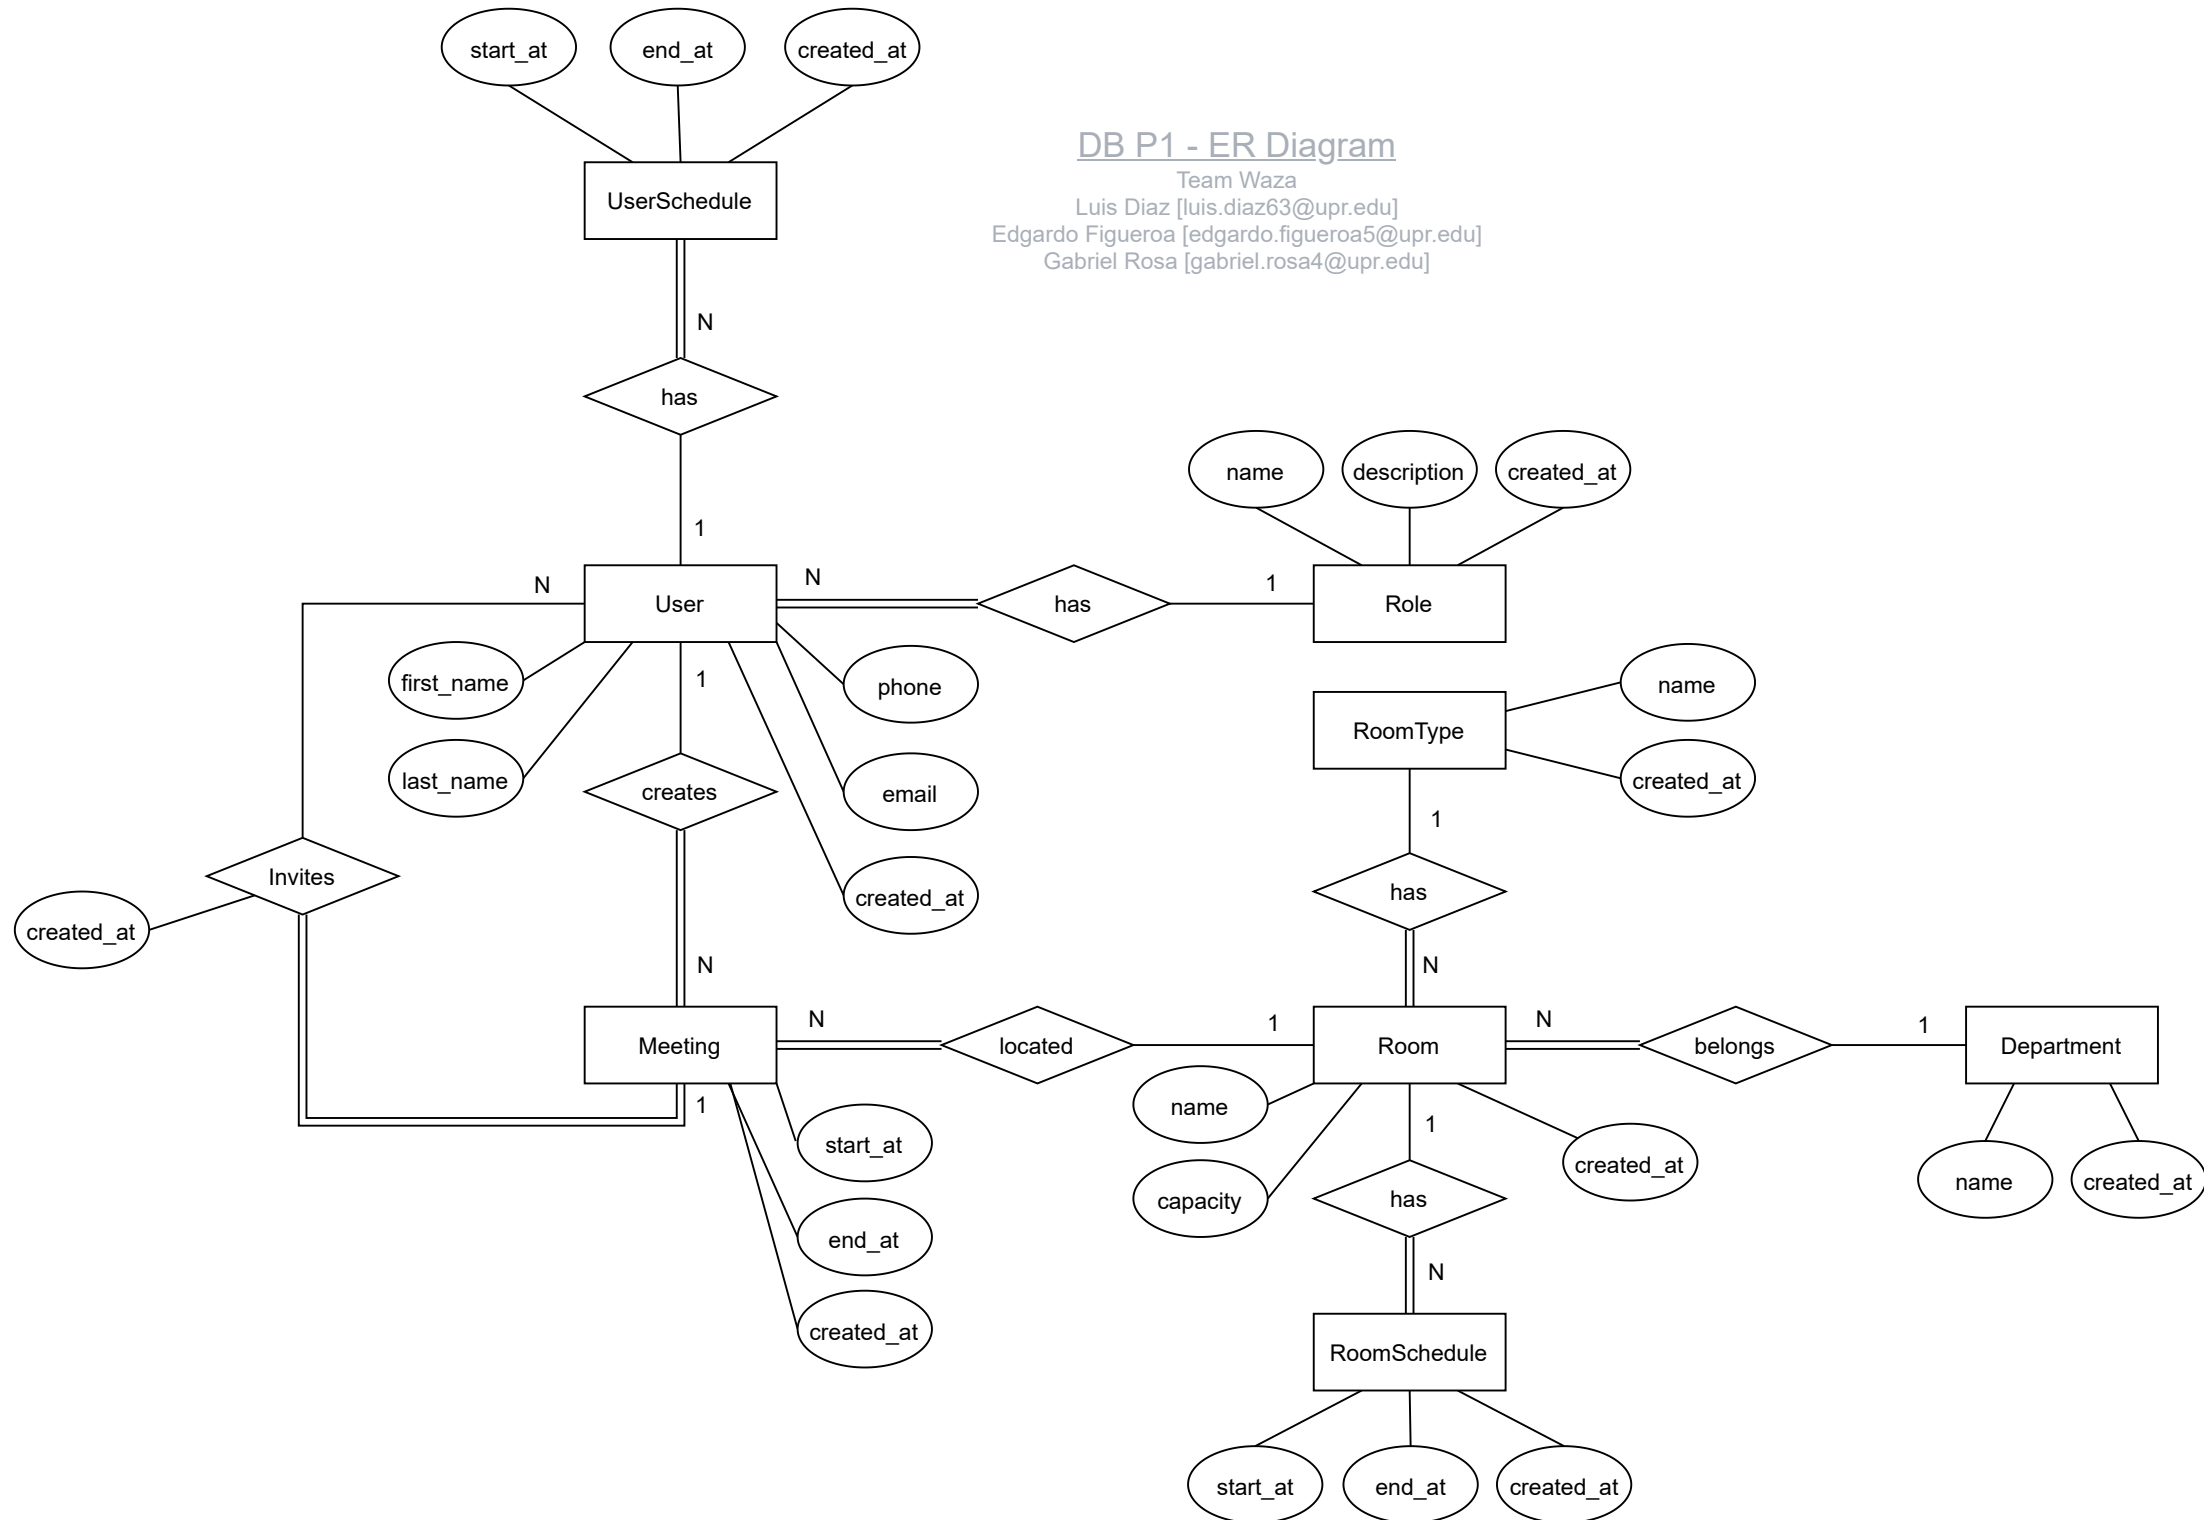 start_at
end_at
created_at
DB P1 - ER Diagram
Team Waza
Luis Diaz [luis.diaz63@upr.edu]
Edgardo Figueroa [edgardo.figueroa5@upr.edu]
Gabriel Rosa [gabriel.rosa4@upr.edu]
UserSchedule
N
has
1
name
description
created_at
N
User
N
has
1
Role
first_name
1
phone
name
RoomType
last_name
creates
email
created_at
1
Invites
has
created_at
created_at
N
N
Meeting
N
located
1
Room
N
belongs
1
Department
1
name
1
start_at
created_at
capacity
has
name
created_at
end_at
N
created_at
RoomSchedule
start_at
end_at
created_at